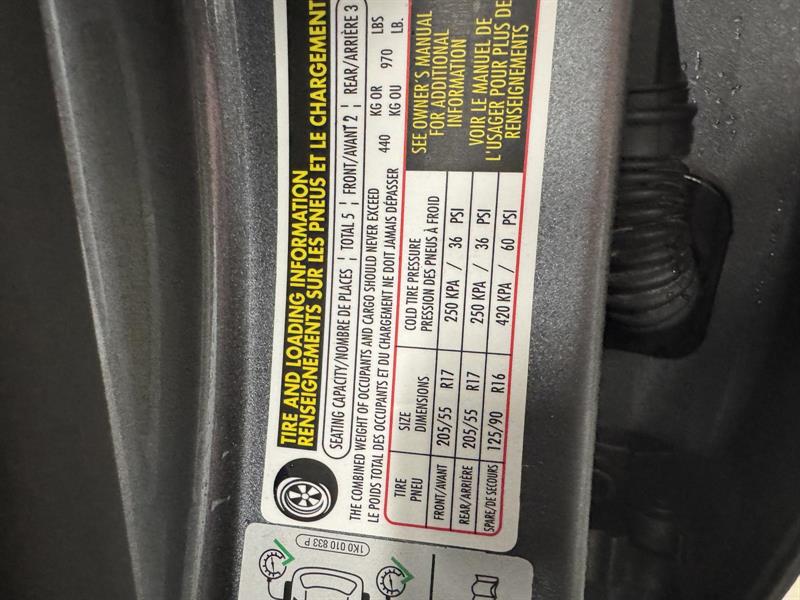 TIRE AND LOADING INFORMATION
RENSEIGNEMENTS SUR LES PNEUS ET LE CHARGEMENT
SEATING CAPACITY/NOMBRE DE PLACES ¦ TOTAL 5 ¦ FRONT/AVANT 2 ¦ REAR/ARRIÈRE 3
THE COMBINED WEIGHT OF OCCUPANTS AND CARGO SHOULD NEVER EXCEED KG OR LBS
LE POIDS TOTAL DES OCCUPANTS ET DU CHARGEMENT NE DOIT JAMAIS DÉPASSER 440 KG OU 970 LB.
TIRE SIZE COLD TIRE PRESSURE
PNEU DIMENSIONS PRESSION DES PNEUS À FROID
FRONT/AVANT 205/55 R17 250 KPA / 36 PSI
REAR/ARRIÈRE 205/55 R17 250 KPA / 36 PSI
SPARE/DE SECOURS 125/90 R16 420 KPA / 60 PSI
SEE OWNER'S MANUAL
FOR ADDITIONAL
INFORMATION
VOIR LE MANUEL DE
L'USAGER POUR PLUS DE
RENSEIGNEMENTS
1K0 010 833 P